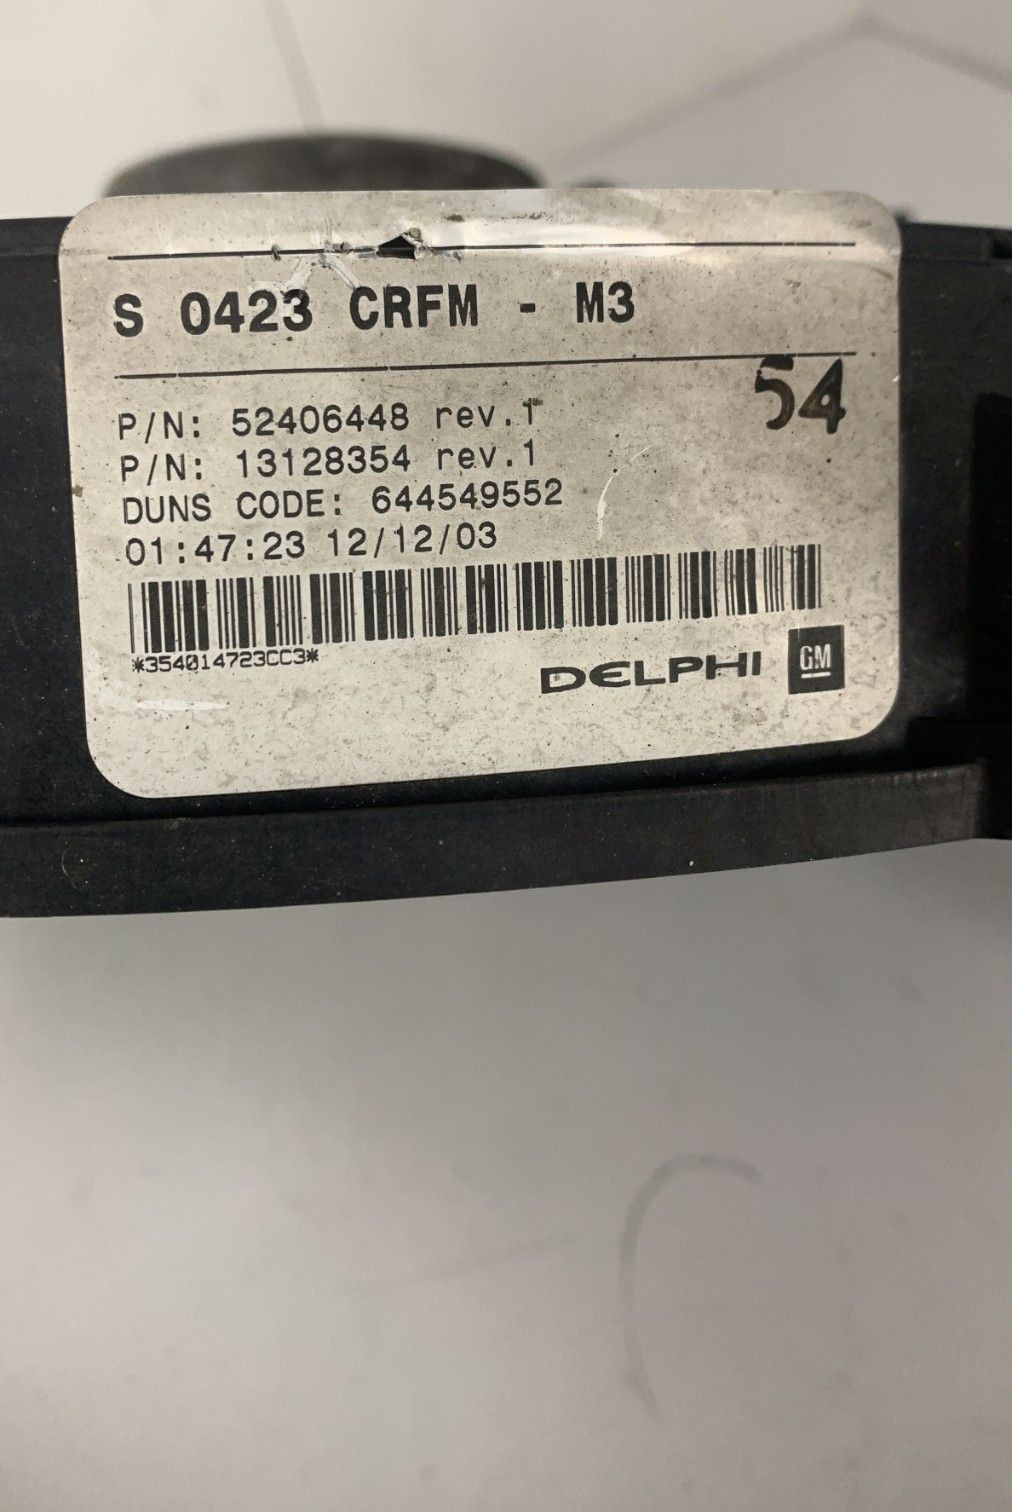 S 0423 CRFM - M3
54
P/N: 52406448 rev.1
P/N: 13128354 rev.1
DUNS CODE: 644549552
01:47:23 12/12/03
*354014723CC3*
DELPHI GM